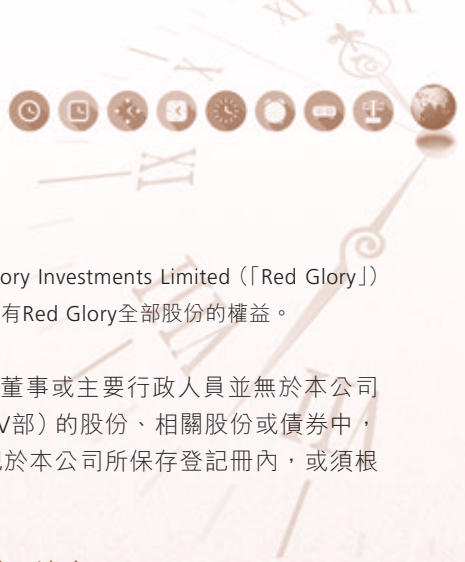 ory Investments Limited (「Red Glory」)
有Red Glory全部股份的權益。
董事或主要行政人員並無於本公司
V部)的股份、相關股份或債券中,
於本公司所保存登記冊內,或須根